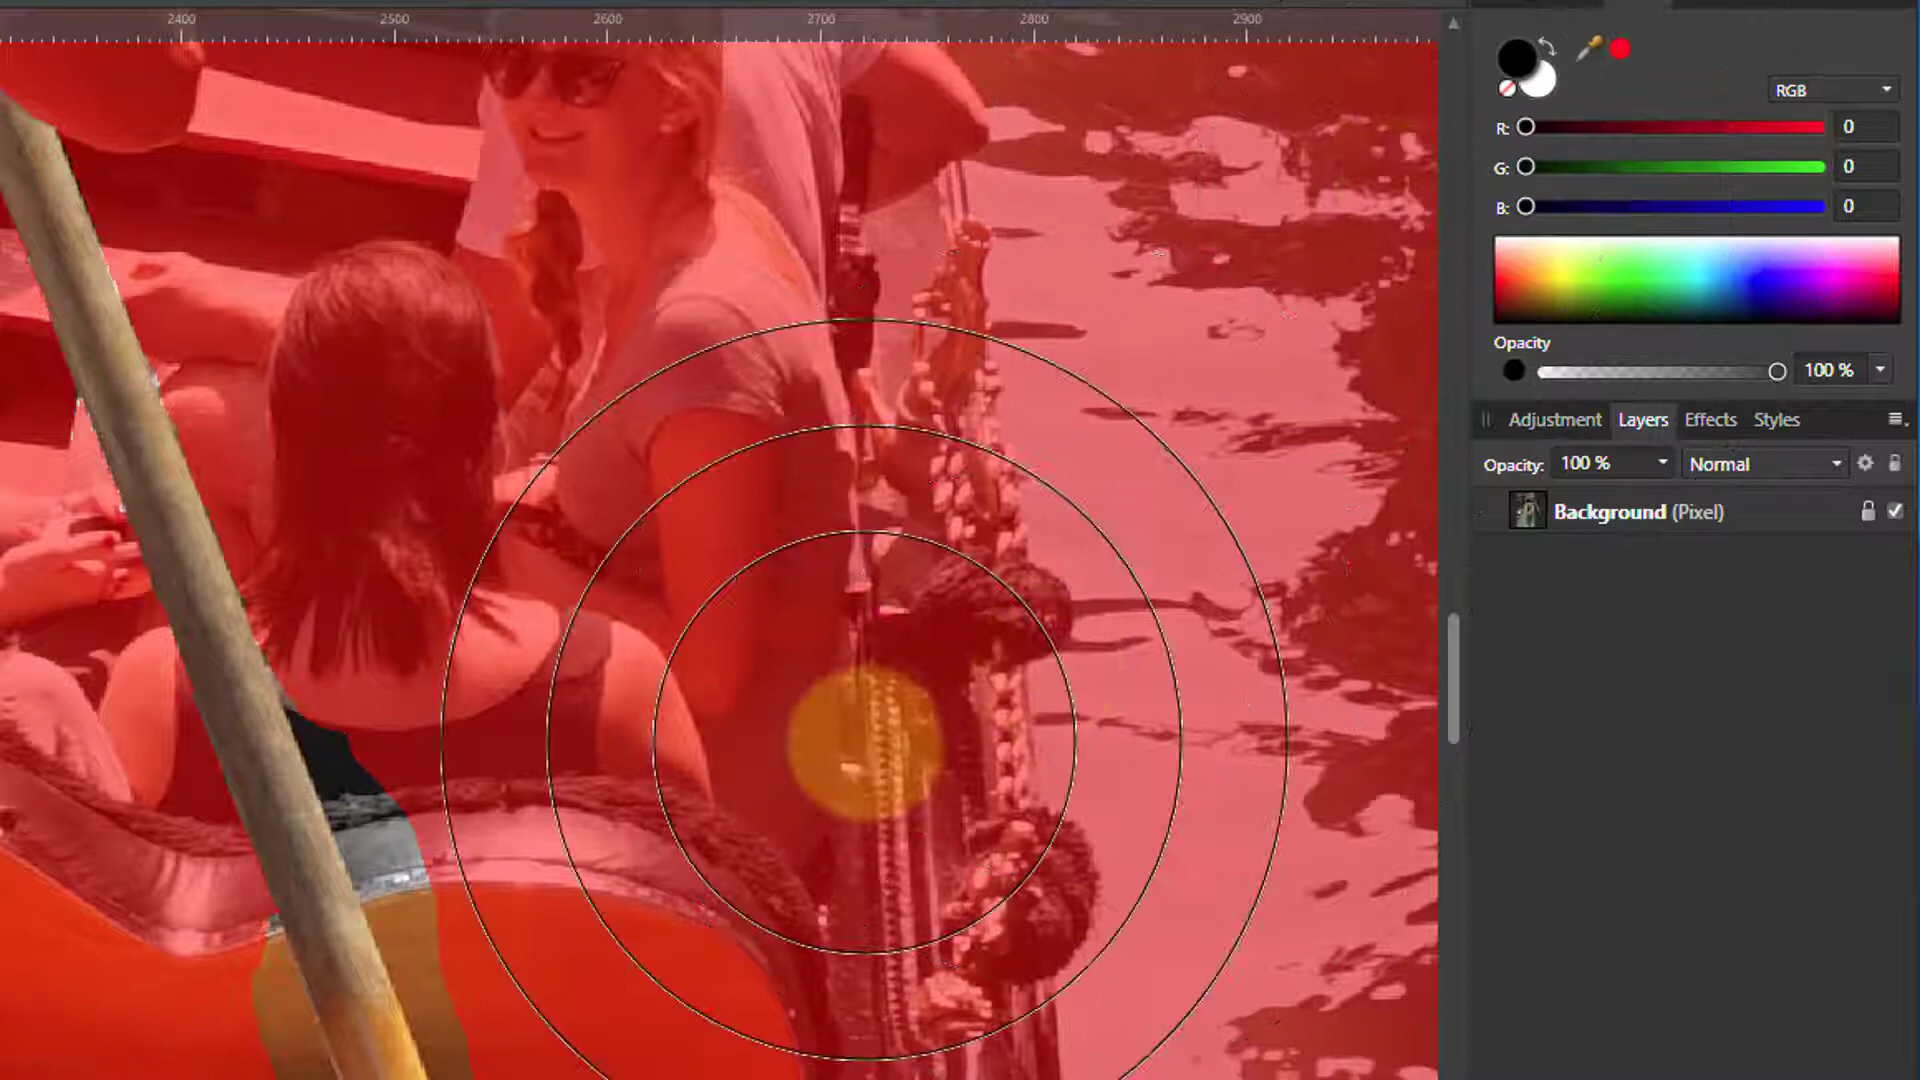 2400 2500 2600 2700 2800 2900
RGB
R: 0
G: 0
B: 0
Opacity
100 %
Adjustment Layers Effects Styles
Opacity: 100 % Normal
Background (Pixel)